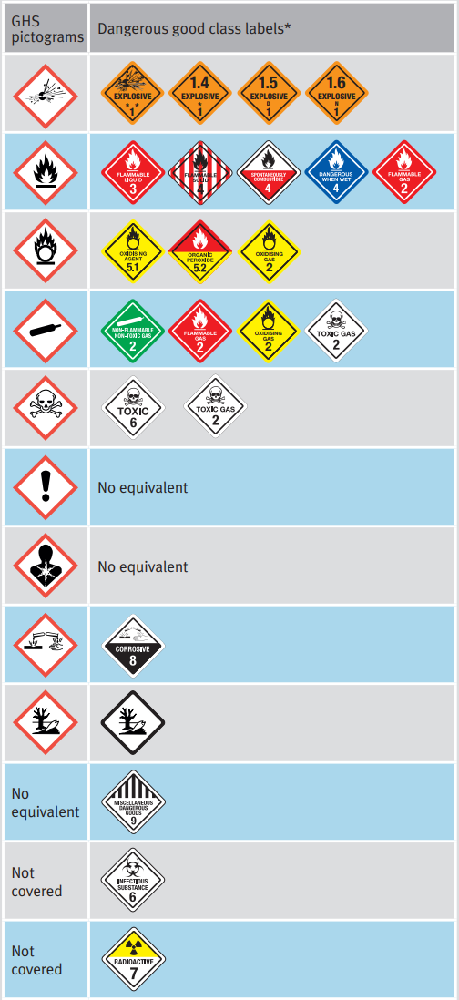 GHS
pictograms
Dangerous good class labels*
EXPLOSIVE
* *
1
1.4
EXPLOSIVE
*
1
1.5
EXPLOSIVE
D
1
1.6
EXPLOSIVE
N
1
FLAMMABLE
LIQUID
3
FLAMMABLE
SOLID
4
SPONTANEOUSLY
COMBUSTIBLE
4
DANGEROUS
WHEN WET
4
FLAMMABLE
GAS
2
OXIDISING
AGENT
5.1
ORGANIC
PEROXIDE
5.2
OXIDISING
GAS
2
NON-FLAMMABLE
NON-TOXIC GAS
2
FLAMMABLE
GAS
2
OXIDISING
GAS
2
TOXIC GAS
2
TOXIC
6
TOXIC GAS
2
No equivalent
No equivalent
CORROSIVE
8
No
equivalent
MISCELLANEOUS
DANGEROUS
GOODS
9
Not
covered
INFECTIOUS
SUBSTANCE
6
Not
covered
RADIOACTIVE
7